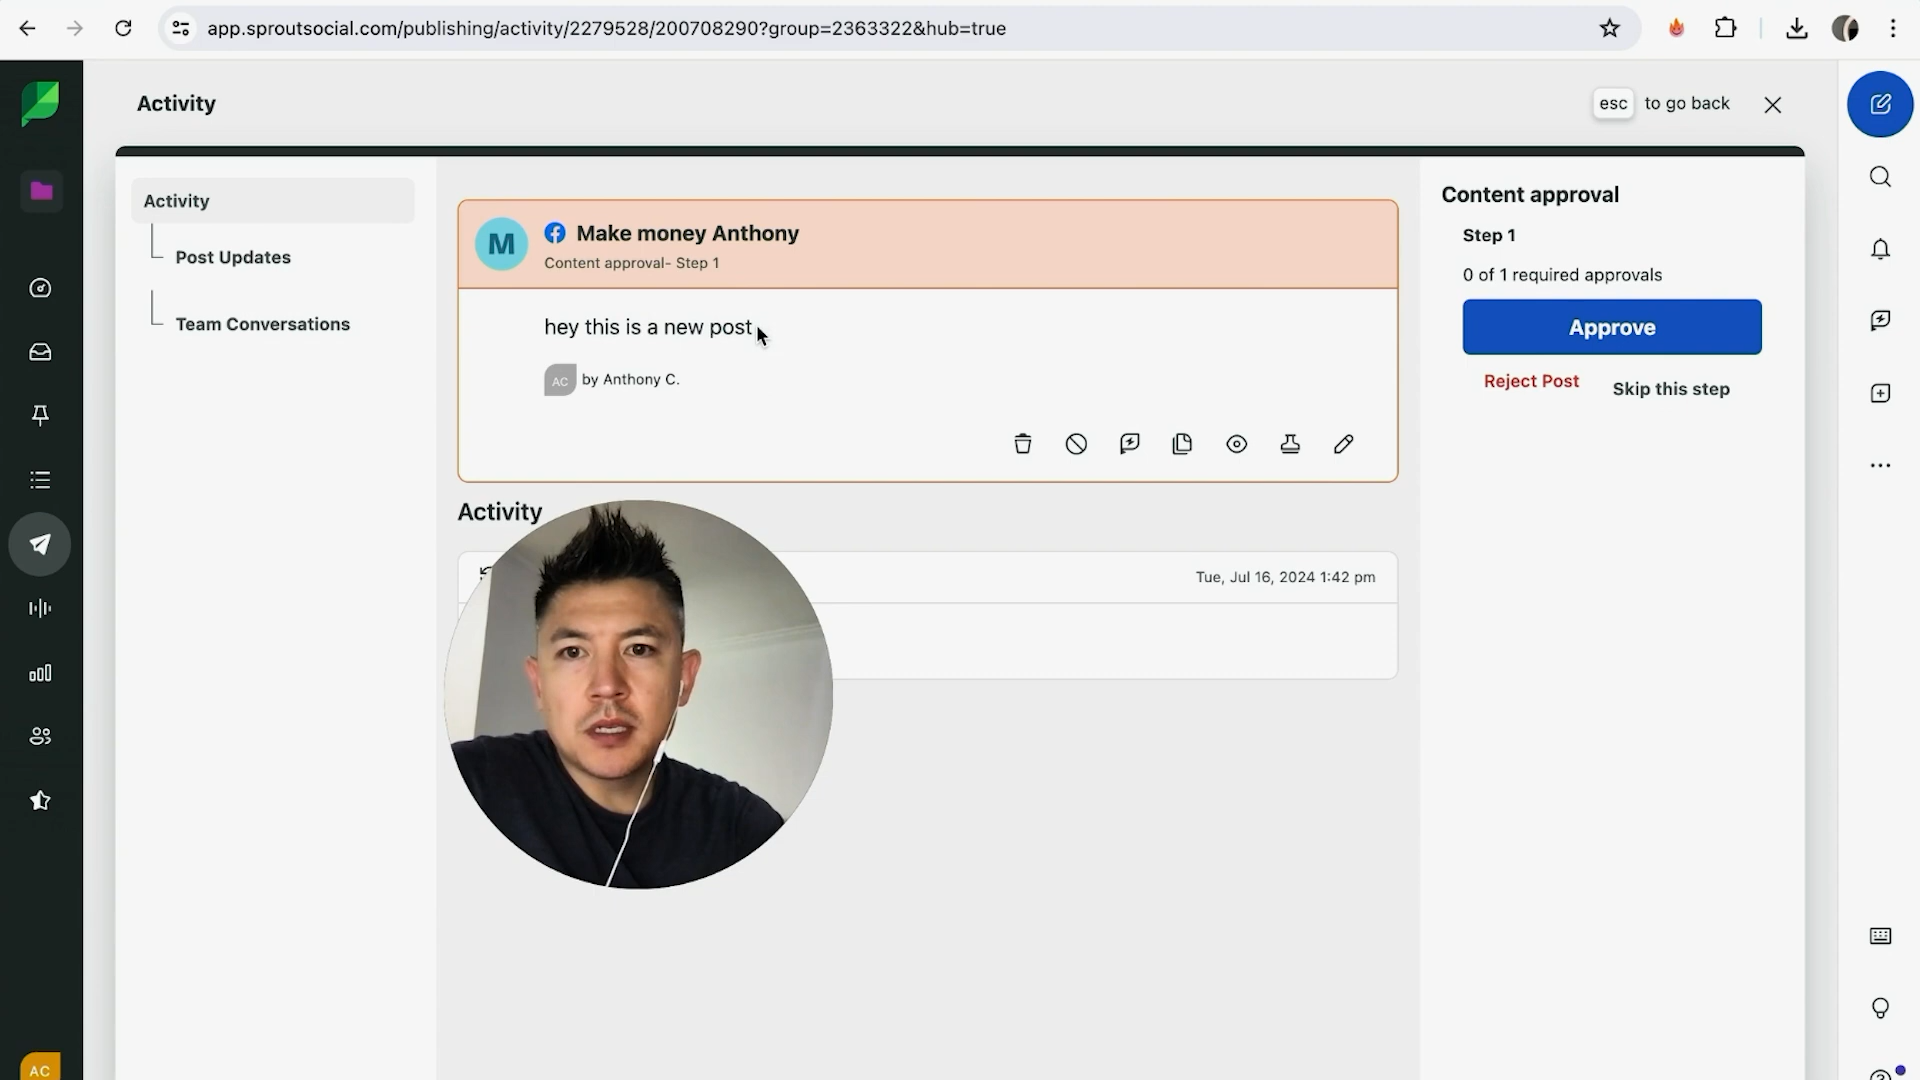 app.sproutsocial.com/publishing/activity/2279528/200708290?group=2363322&hub=true
Activity
esc to go back
Activity
Post Updates
Team Conversations
M
Make money Anthony
Content approval- Step 1
hey this is a new post
AC by Anthony C.
Content approval
Step 1
0 of 1 required approvals
Approve
Reject Post
Skip this step
Activity
Tue, Jul 16, 2024 1:42 pm
AC